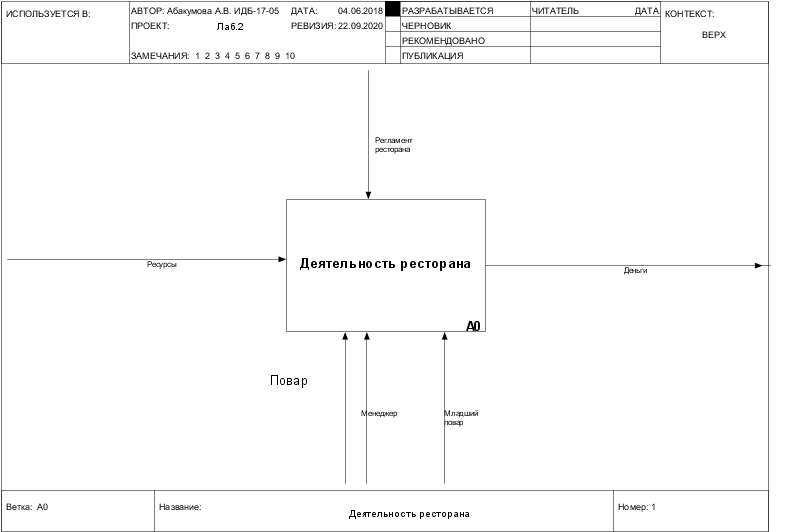 ИСПОЛЬЗУЕТСЯ В:
АВТОР: Абакумова А.В. ИДБ-17-05 ДАТА: 04.06.2018
ПРОЕКТ: Лаб.2 РЕВИЗИЯ: 22.09.2020
ЗАМЕЧАНИЯ: 1 2 3 4 5 6 7 8 9 10
РАЗРАБАТЫВАЕТСЯ
ЧЕРНОВИК
РЕКОМЕНДОВАНО
ПУБЛИКАЦИЯ
ЧИТАТЕЛЬ ДАТА
КОНТЕКСТ:
ВЕРХ
Регламент
ресторана
Ресурсы
Деятельность ресторана
A0
Деньги
Повар
Менеджер
Младший
повар
Ветка: A0
Название:
Деятельность ресторана
Номер: 1